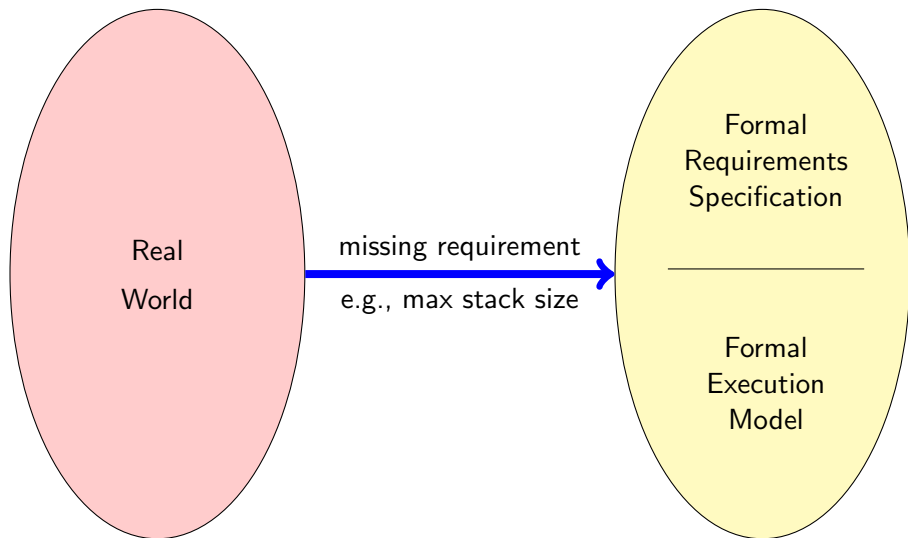 Real
World
missing requirement
e.g., max stack size
Formal
Requirements
Specification
Formal
Execution
Model